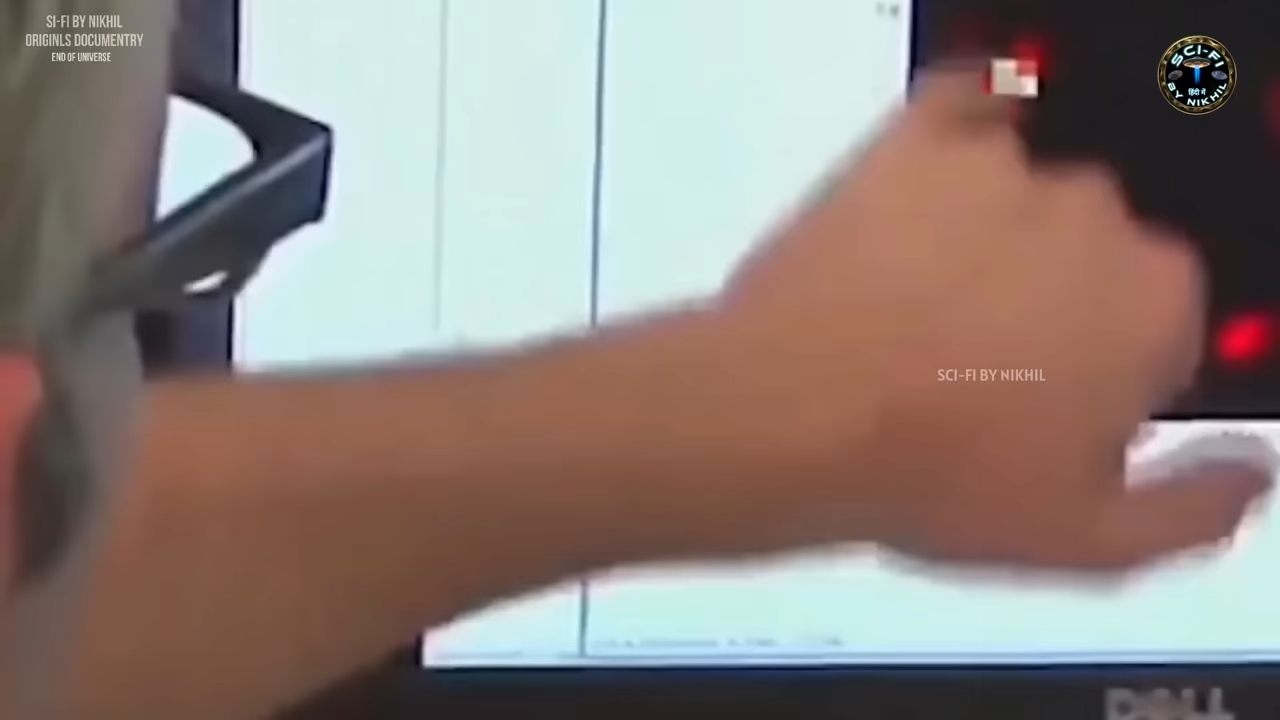 SI-FI BY NIKHIL
ORIGINLS DOCUMENTRY
END OF UNIVERSE
SCI-FI
हिंदी में
BY NIKHIL
SCI-FI BY NIKHIL
DELL